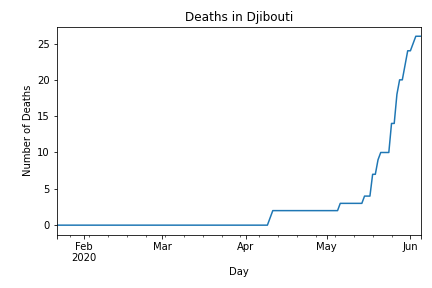 Deaths in Djibouti
Number of Deaths
25
20
15
10
5
0
Feb
2020
Mar
Apr
May
Jun
Day